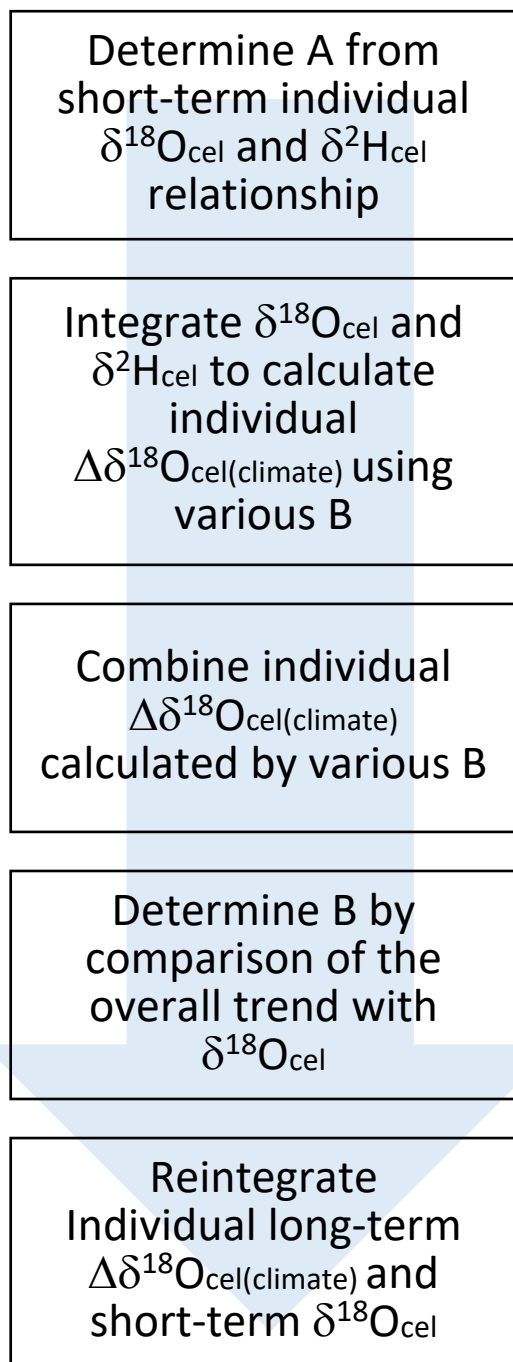 Determine A from
short-term individual
δ¹⁸Ocel and δ²Hcel
relationship
Integrate δ¹⁸Ocel and
δ²Hcel to calculate
individual
Δδ¹⁸Ocel(climate) using
various B
Combine individual
Δδ¹⁸Ocel(climate)
calculated by various B
Determine B by
comparison of the
overall trend with
δ¹⁸Ocel
Reintegrate
Individual long-term
Δδ¹⁸Ocel(climate) and
short-term δ¹⁸Ocel